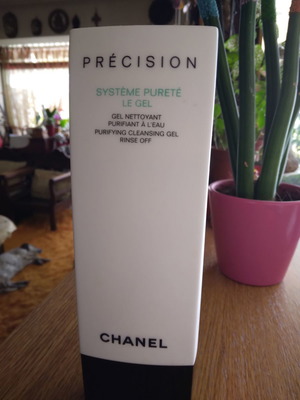 PRÉCISION
SYSTÈME PURETÉ
LE GEL
GEL NETTOYANT
PURIFIANT À L'EAU
PURIFYING CLEANSING GEL
RINSE OFF
CHANEL